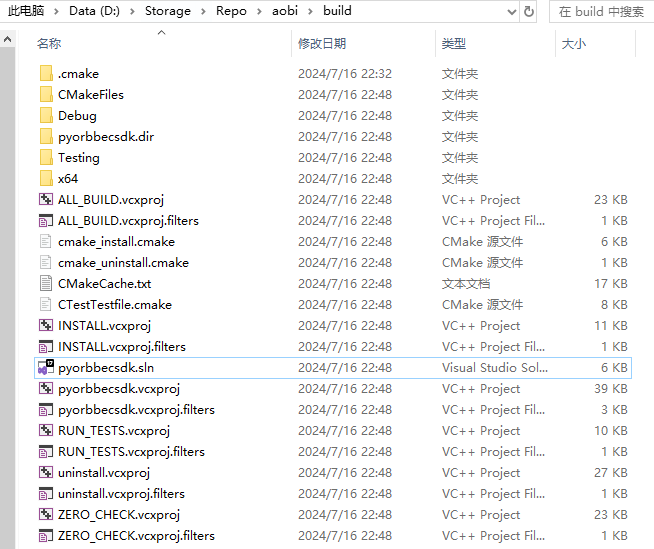 此电脑 > Data (D:) > Storage > Repo > aobi > build 在 build 中搜索
名称 修改日期 类型 大小
.cmake 2024/7/16 22:32 文件夹
CMakeFiles 2024/7/16 22:48 文件夹
Debug 2024/7/16 22:48 文件夹
pyorbbecsdk.dir 2024/7/16 22:48 文件夹
Testing 2024/7/16 22:48 文件夹
x64 2024/7/16 22:48 文件夹
ALL_BUILD.vcxproj 2024/7/16 22:48 VC++ Project 23 KB
ALL_BUILD.vcxproj.filters 2024/7/16 22:48 VC++ Project Fil... 1 KB
cmake_install.cmake 2024/7/16 22:48 CMake 源文件 6 KB
cmake_uninstall.cmake 2024/7/16 22:48 CMake 源文件 1 KB
CMakeCache.txt 2024/7/16 22:48 文本文档 17 KB
CTestTestfile.cmake 2024/7/16 22:48 CMake 源文件 8 KB
INSTALL.vcxproj 2024/7/16 22:48 VC++ Project 11 KB
INSTALL.vcxproj.filters 2024/7/16 22:48 VC++ Project Fil... 1 KB
pyorbbecsdk.sln 2024/7/16 22:48 Visual Studio Sol... 6 KB
pyorbbecsdk.vcxproj 2024/7/16 22:48 VC++ Project 39 KB
pyorbbecsdk.vcxproj.filters 2024/7/16 22:48 VC++ Project Fil... 3 KB
RUN_TESTS.vcxproj 2024/7/16 22:48 VC++ Project 10 KB
RUN_TESTS.vcxproj.filters 2024/7/16 22:48 VC++ Project Fil... 1 KB
uninstall.vcxproj 2024/7/16 22:48 VC++ Project 27 KB
uninstall.vcxproj.filters 2024/7/16 22:48 VC++ Project Fil... 1 KB
ZERO_CHECK.vcxproj 2024/7/16 22:48 VC++ Project 23 KB
ZERO_CHECK.vcxproj.filters 2024/7/16 22:48 VC++ Project Fil... 1 KB